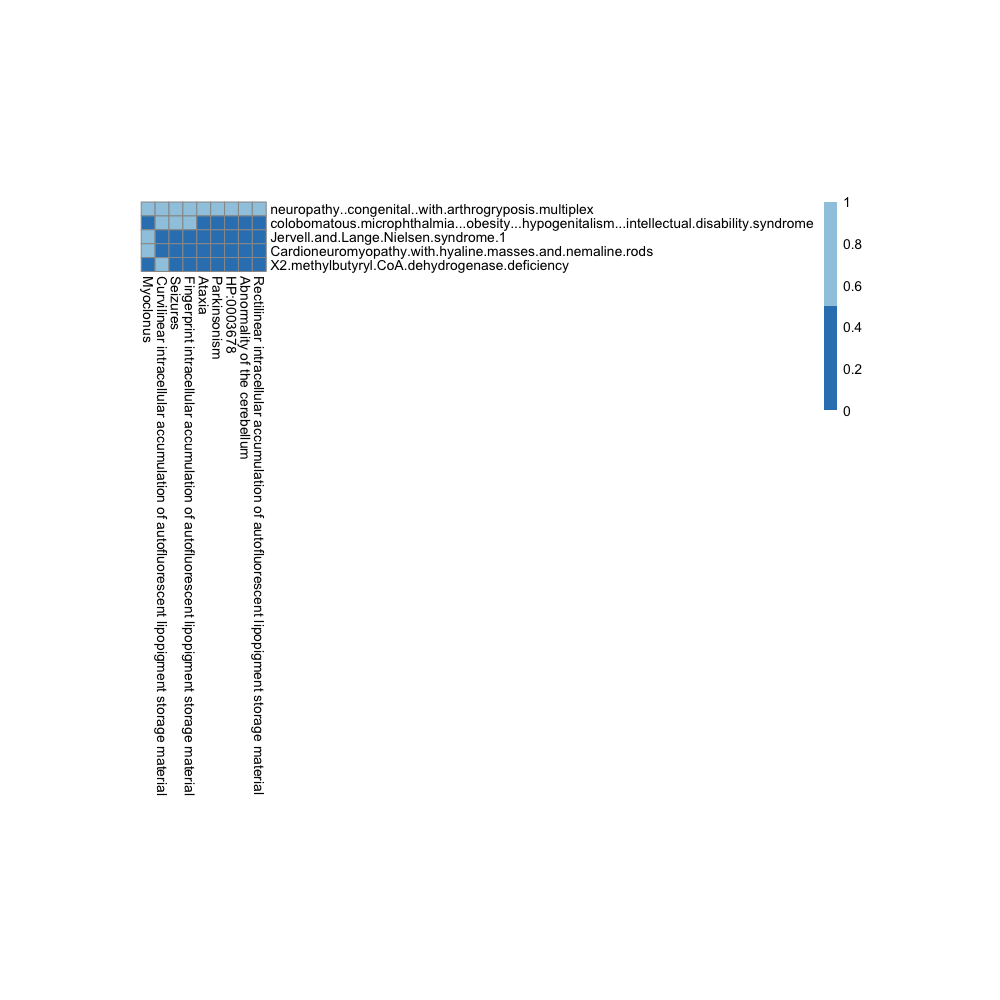 neuropathy..congenital..with.arthrogryposis.multiplex
colobomatous.microphthalmia...obesity...hypogenitalism...intellectual.disability.syndrome
Jervell.and.Lange.Nielsen.syndrome.1
Cardioneuromyopathy.with.hyaline.masses.and.nemaline.rods
X2.methylbutyryl.CoA.dehydrogenase.deficiency
Myoclonus
Curvilinear intracellular accumulation of autofluorescent lipopigment storage material
Seizures
Fingerprint intracellular accumulation of autofluorescent lipopigment storage material
Ataxia
Parkinsonism
HP:0003678
Abnormality of the cerebellum
Rectilinear intracellular accumulation of autofluorescent lipopigment storage material
1
0.8
0.6
0.4
0.2
0